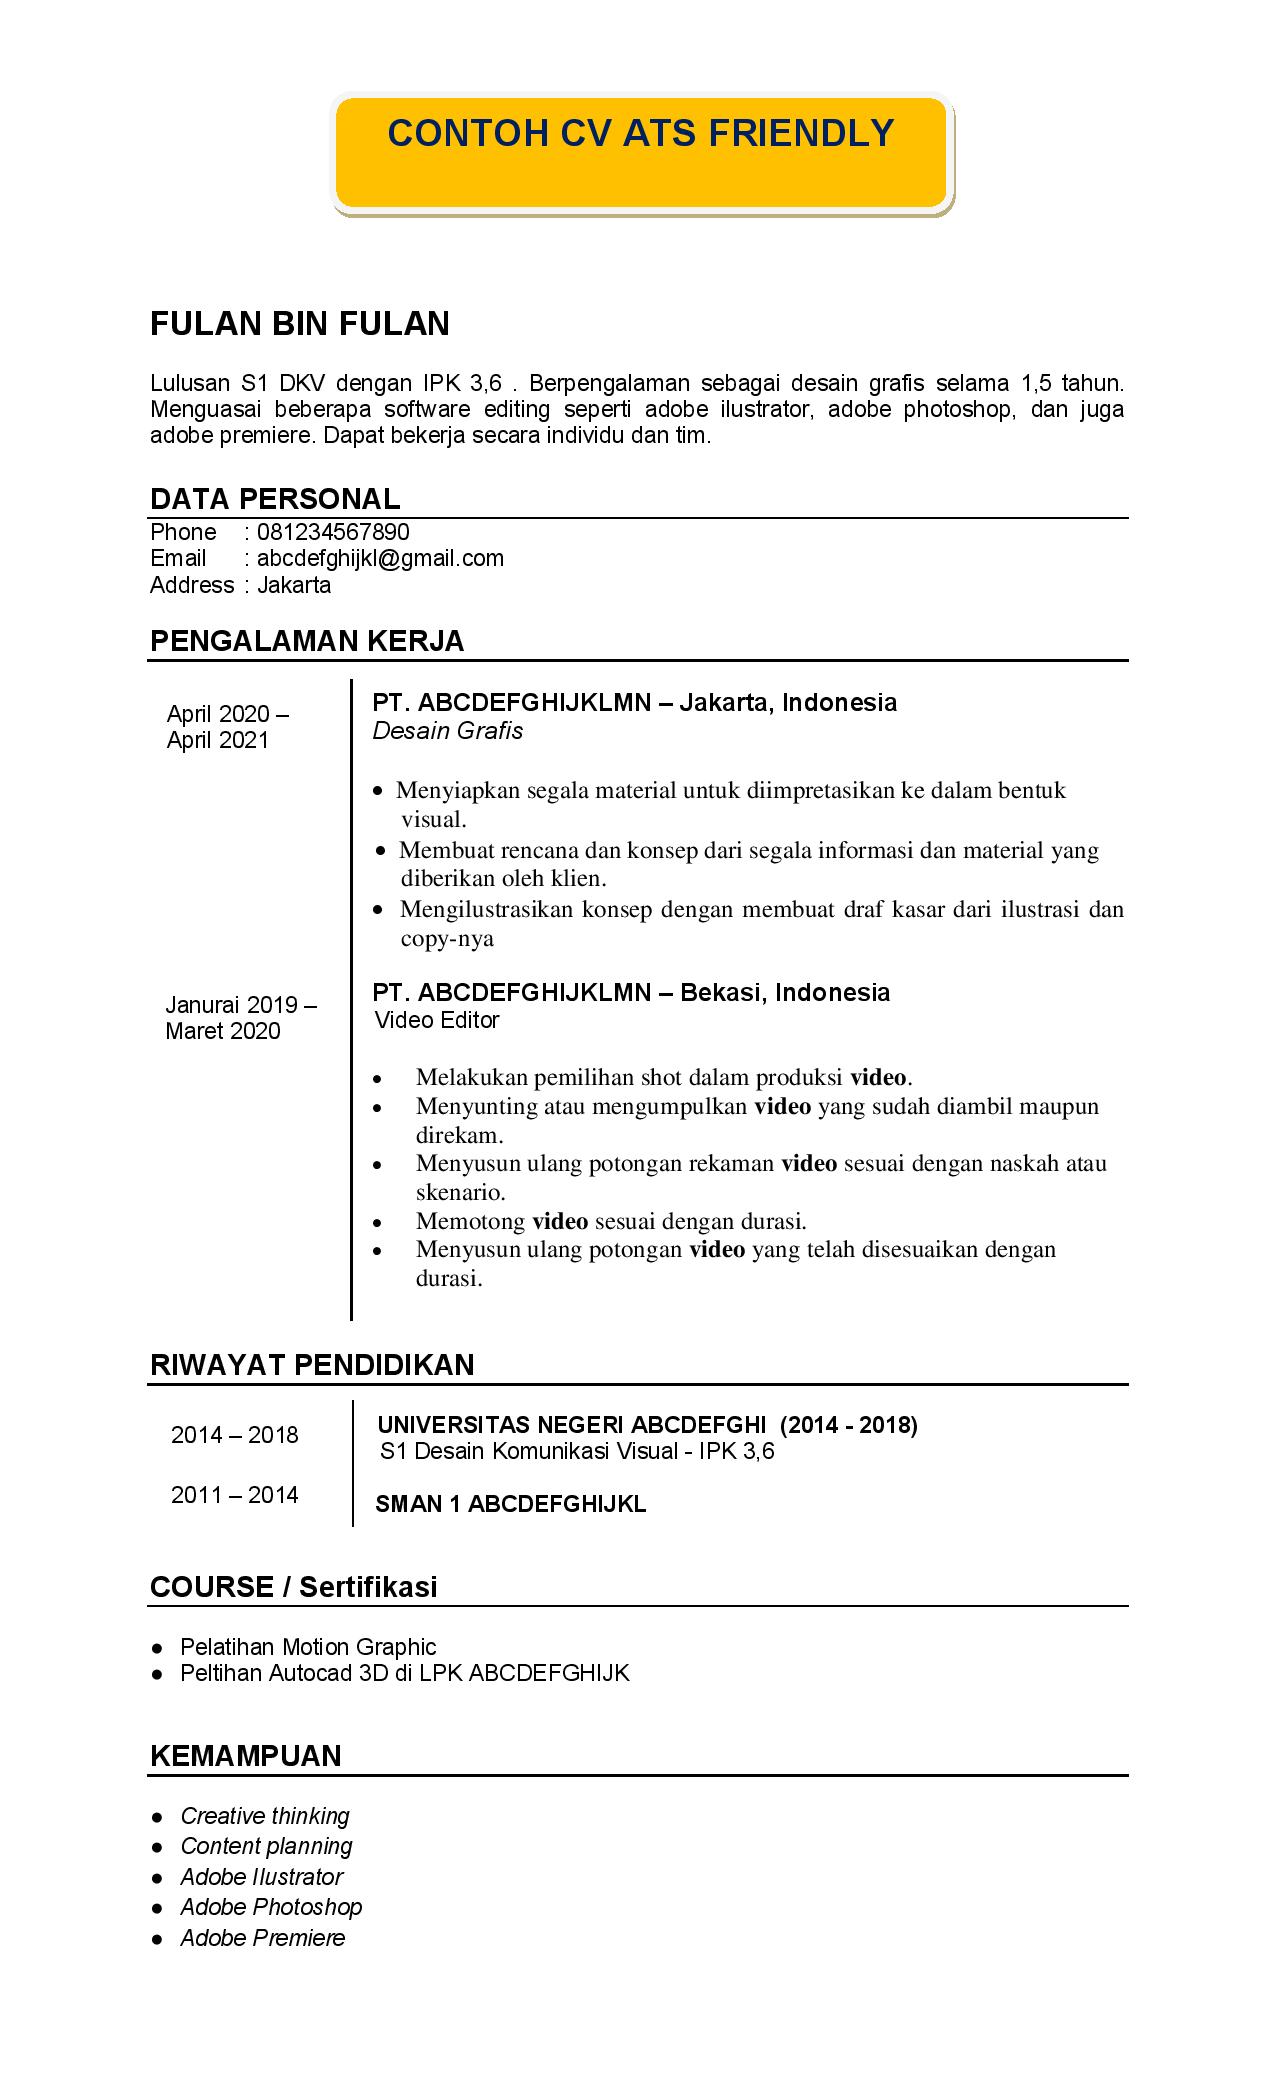 CONTOH CV ATS FRIENDLY
FULAN BIN FULAN
Lulusan S1 DKV dengan IPK 3,6 . Berpengalaman sebagai desain grafis selama 1,5 tahun.
Menguasai beberapa software editing seperti adobe ilustrator, adobe photoshop, dan juga
adobe premiere. Dapat bekerja secara individu dan tim.
DATA PERSONAL
Phone : 081234567890
Email : abcdefghijkl@gmail.com
Address : Jakarta
PENGALAMAN KERJA
April 2020 –
April 2021
PT. ABCDEFGHIJKLMN – Jakarta, Indonesia
Desain Grafis
• Menyiapkan segala material untuk diimpretasikan ke dalam bentuk
visual.
• Membuat rencana dan konsep dari segala informasi dan material yang
diberikan oleh klien.
• Mengilustrasikan konsep dengan membuat draf kasar dari ilustrasi dan
copy-nya
Janurai 2019 –
Maret 2020
PT. ABCDEFGHIJKLMN – Bekasi, Indonesia
Video Editor
• Melakukan pemilihan shot dalam produksi video.
• Menyunting atau mengumpulkan video yang sudah diambil maupun
direkam.
• Menyusun ulang potongan rekaman video sesuai dengan naskah atau
skenario.
• Memotong video sesuai dengan durasi.
• Menyusun ulang potongan video yang telah disesuaikan dengan
durasi.
RIWAYAT PENDIDIKAN
2014 – 2018
UNIVERSITAS NEGERI ABCDEFGHI (2014 - 2018)
S1 Desain Komunikasi Visual - IPK 3,6
2011 – 2014
SMAN 1 ABCDEFGHIJKL
COURSE / Sertifikasi
● Pelatihan Motion Graphic
● Peltihan Autocad 3D di LPK ABCDEFGHIJK
KEMAMPUAN
● Creative thinking
● Content planning
● Adobe Ilustrator
● Adobe Photoshop
● Adobe Premiere